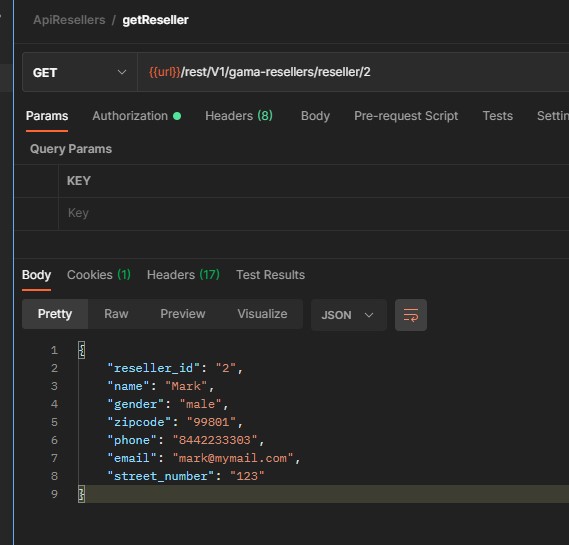 ApiResellers / getReseller
GET {{url}}/rest/V1/gama-resellers/reseller/2
Params Authorization Headers (8) Body Pre-request Script Tests Settin
Query Params
KEY
Key
Body Cookies (1) Headers (17) Test Results
Pretty Raw Preview Visualize JSON
1 {
2 "reseller_id": "2",
3 "name": "Mark",
4 "gender": "male",
5 "zipcode": "99801",
6 "phone": "8442233303",
7 "email": "mark@mymail.com",
8 "street_number": "123"
9 }